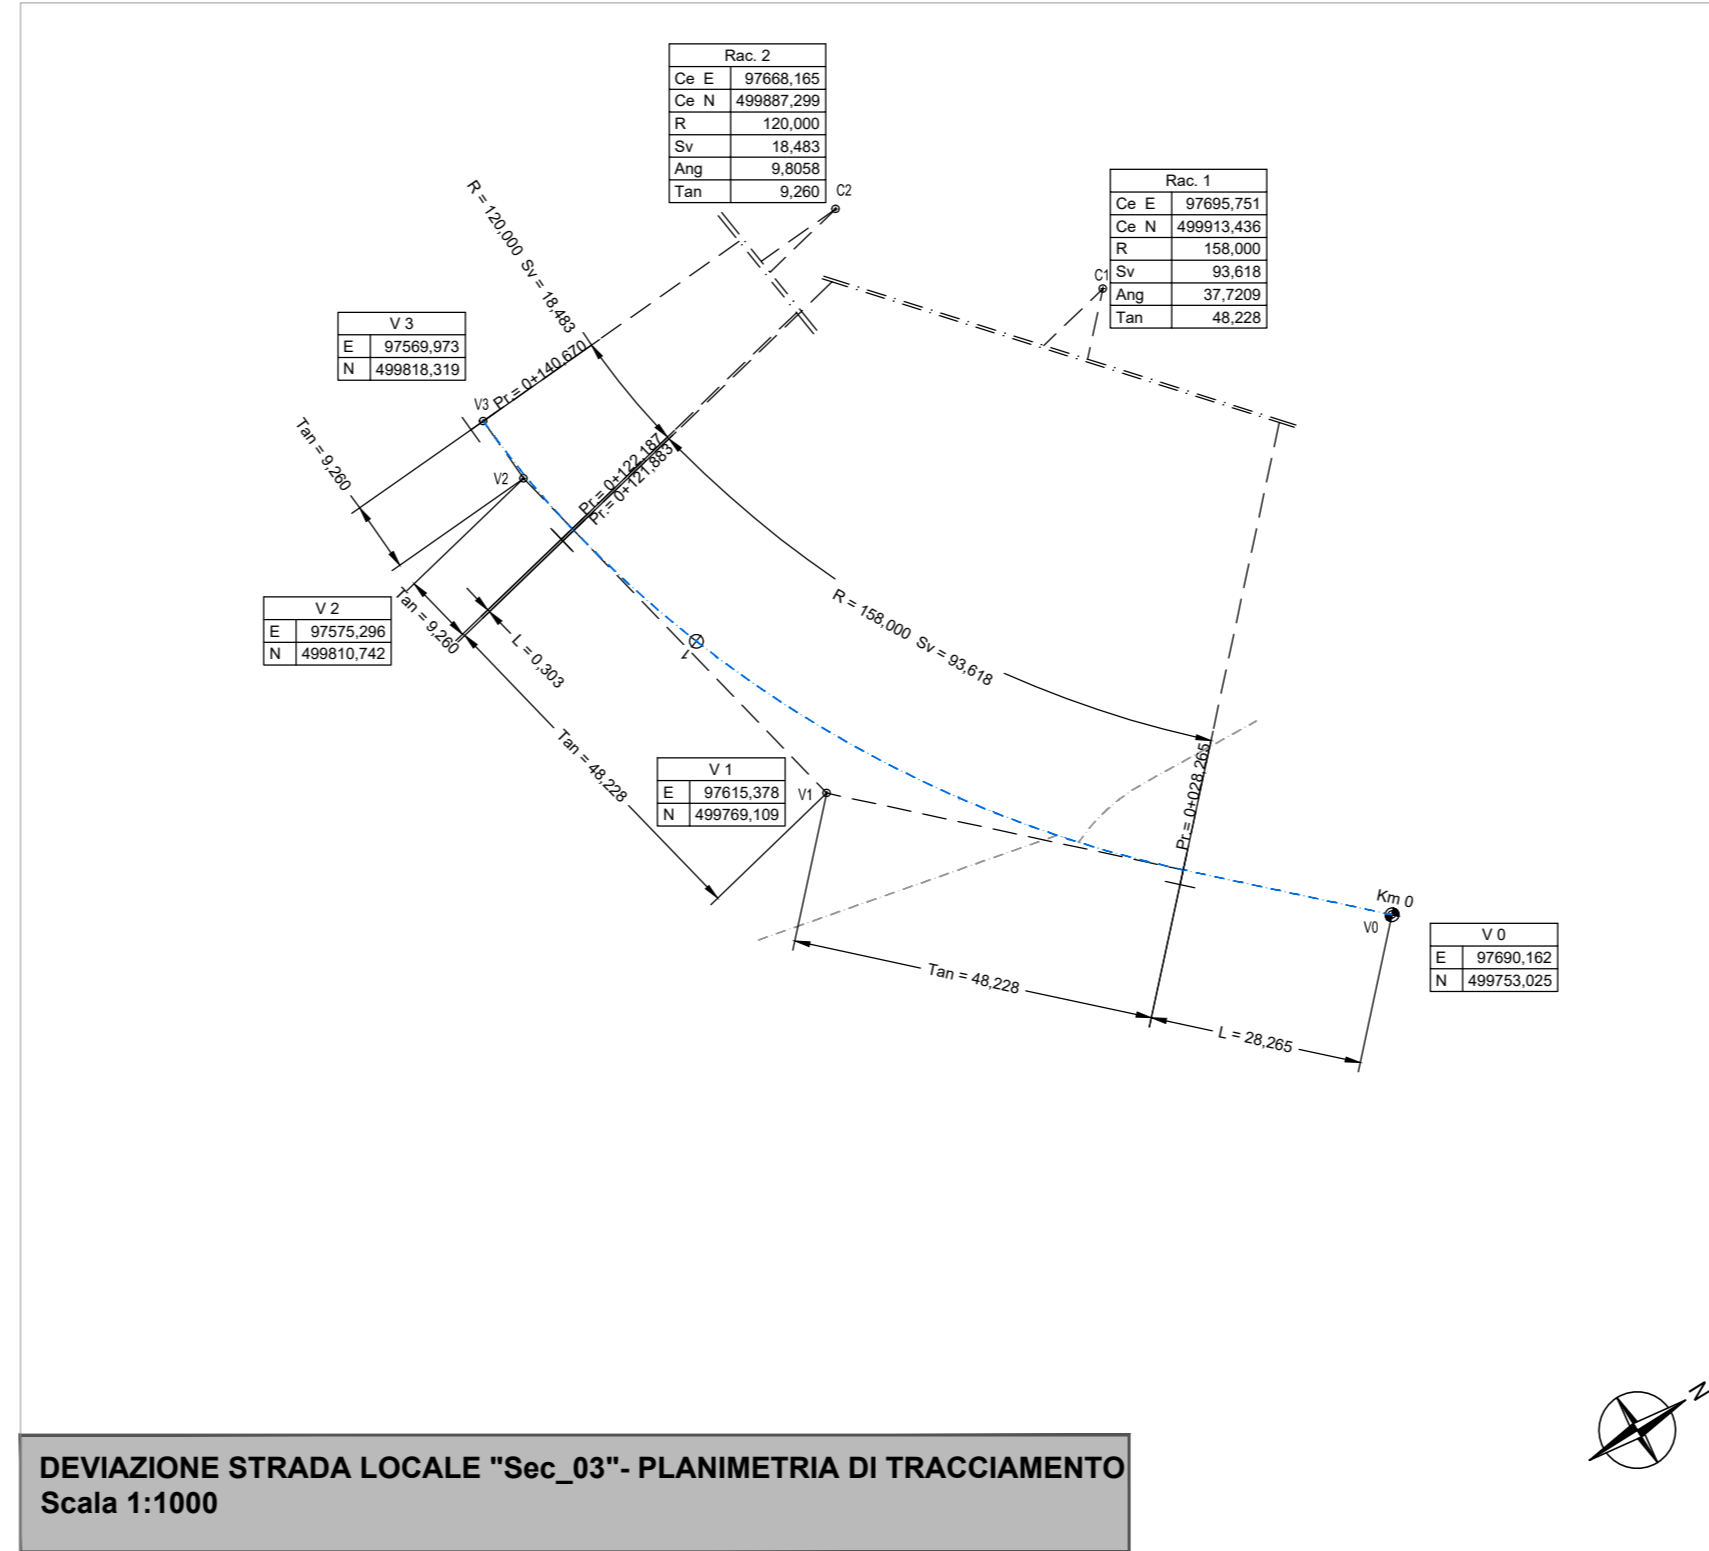 Rac. 2
Ce E 97668,165
Ce N 499887,299
R 120,000
Sv 18,483
Ang 9,8058
Tan 9,260
C2
Rac. 1
Ce E 97695,751
Ce N 499913,436
R 158,000
Sv 93,618
Ang 37,7209
Tan 48,228
C1
R = 120,000 Sv = 18,483
V 3
E 97569,973
N 499818,319
V3
Pr.= 0+140,670
Tan = 9,260
V2
Pr.= 0+122,187
Pr.= 0+121,883
V 2
E 97575,296
N 499810,742
Tan = 9,260
L = 0,303
1
R = 158,000 Sv = 93,618
Tan = 48,228
V 1
E 97615,378
N 499769,109
V1
Pr.= 0+028,265
Km 0
V0
V 0
E 97690,162
N 499753,025
Tan = 48,228
L = 28,265
N
DEVIAZIONE STRADA LOCALE "Sec_03"- PLANIMETRIA DI TRACCIAMENTO
Scala 1:1000